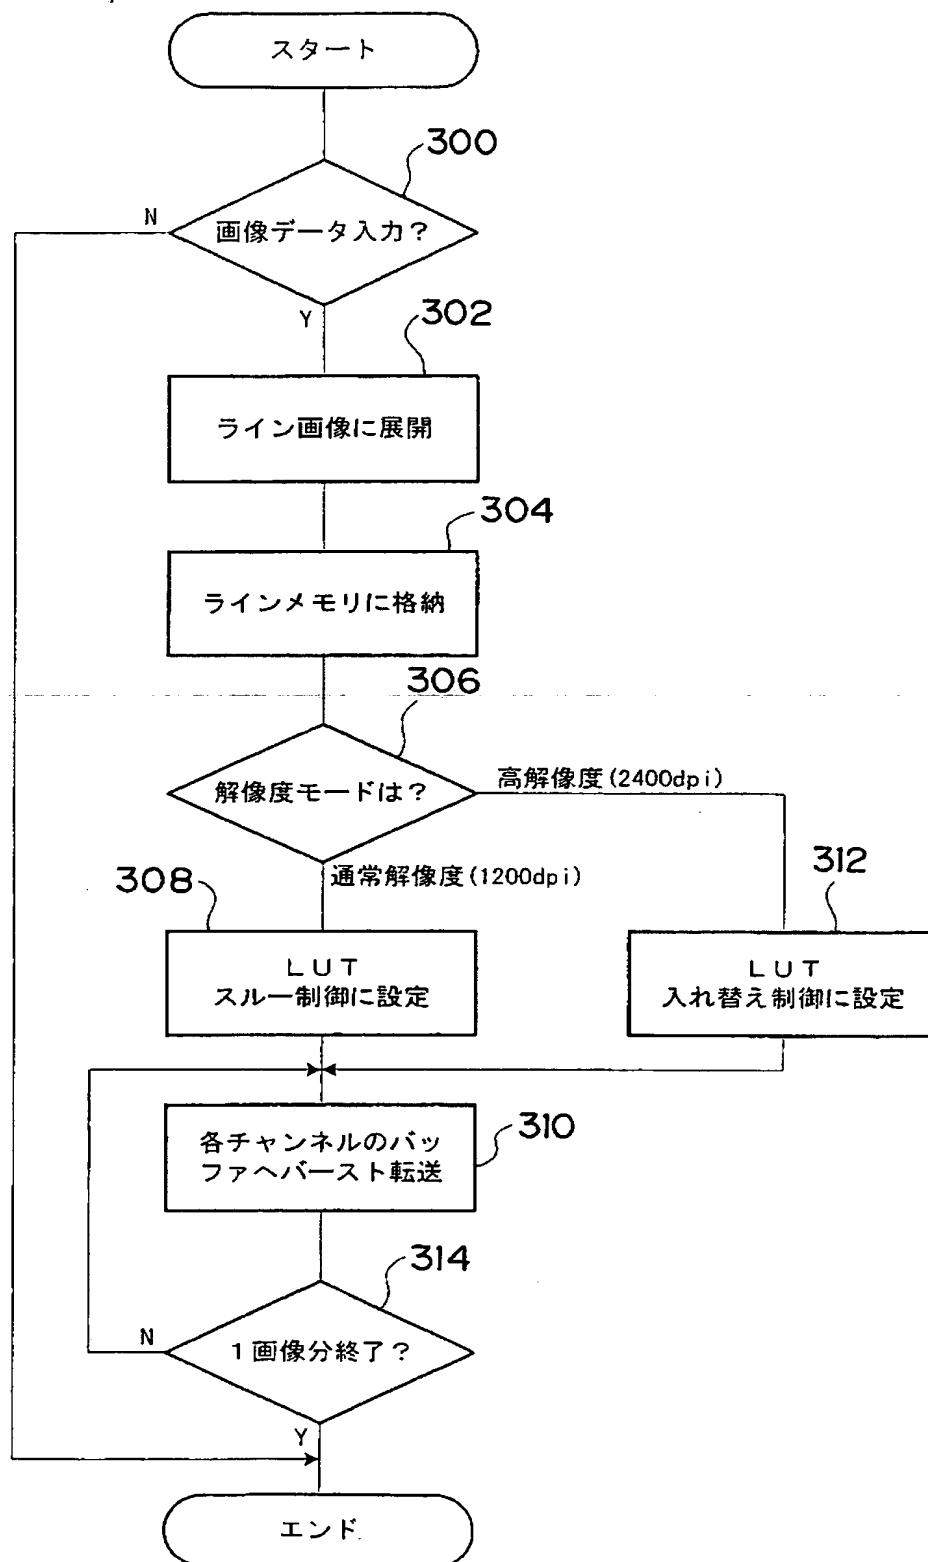 スタート
300
N
画像データ入力？
Y
302
ライン画像に展開
304
ラインメモリに格納
306
解像度モードは？
高解像度(2400dpi)
通常解像度(1200dpi)
308
312
ＬＵＴ
スルー制御に設定
ＬＵＴ
入れ替え制御に設定
各チャンネルのバッ
ファへバースト転送
310
314
N
１画像分終了？
Y
エンド